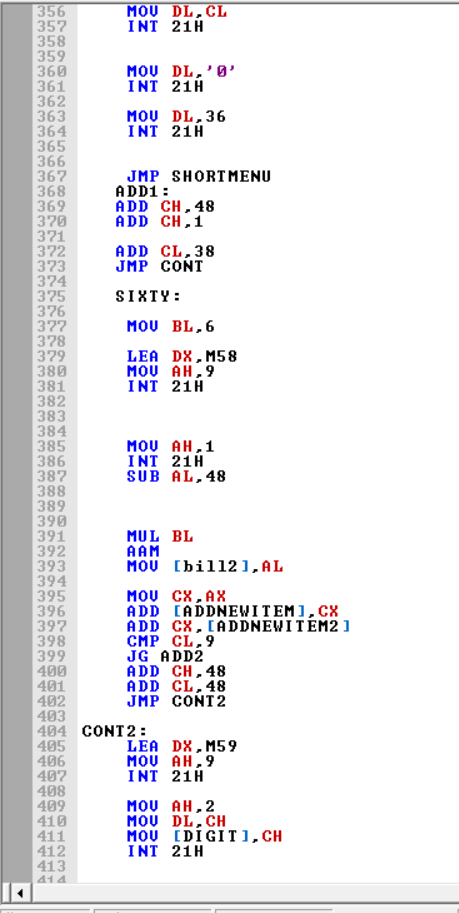 356 MOV DL,CL
357 INT 21H
358
359
360 MOV DL,'0'
361 INT 21H
362
363 MOV DL,36
364 INT 21H
365
366
367 JMP SHORTMENU
368 ADD1:
369 ADD CH,48
370 ADD CH,1
371
372 ADD CL,38
373 JMP CONT
374
375 SIXTY:
376
377 MOV BL,6
378
379 LEA DX,M58
380 MOV AH,9
381 INT 21H
382
383
384
385 MOV AH,1
386 INT 21H
387 SUB AL,48
388
389
390
391 MUL BL
392 AAM
393 MOV [bill2],AL
394
395 MOV CX,AX
396 ADD [ADDNEWITEM],CX
397 ADD CX,[ADDNEWITEM2]
398 CMP CL,9
399 JG ADD2
400 ADD CH,48
401 ADD CL,48
402 JMP CONT2
403
404 CONT2:
405 LEA DX,M59
406 MOV AH,9
407 INT 21H
408
409 MOV AH,2
410 MOV DL,CH
411 MOV [DIGIT],CH
412 INT 21H
413
414